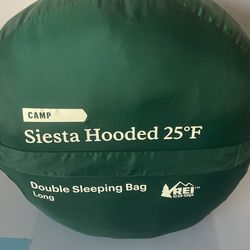 CAMP
Siesta Hooded 25°F
Double Sleeping Bag
Long
REI
co-op